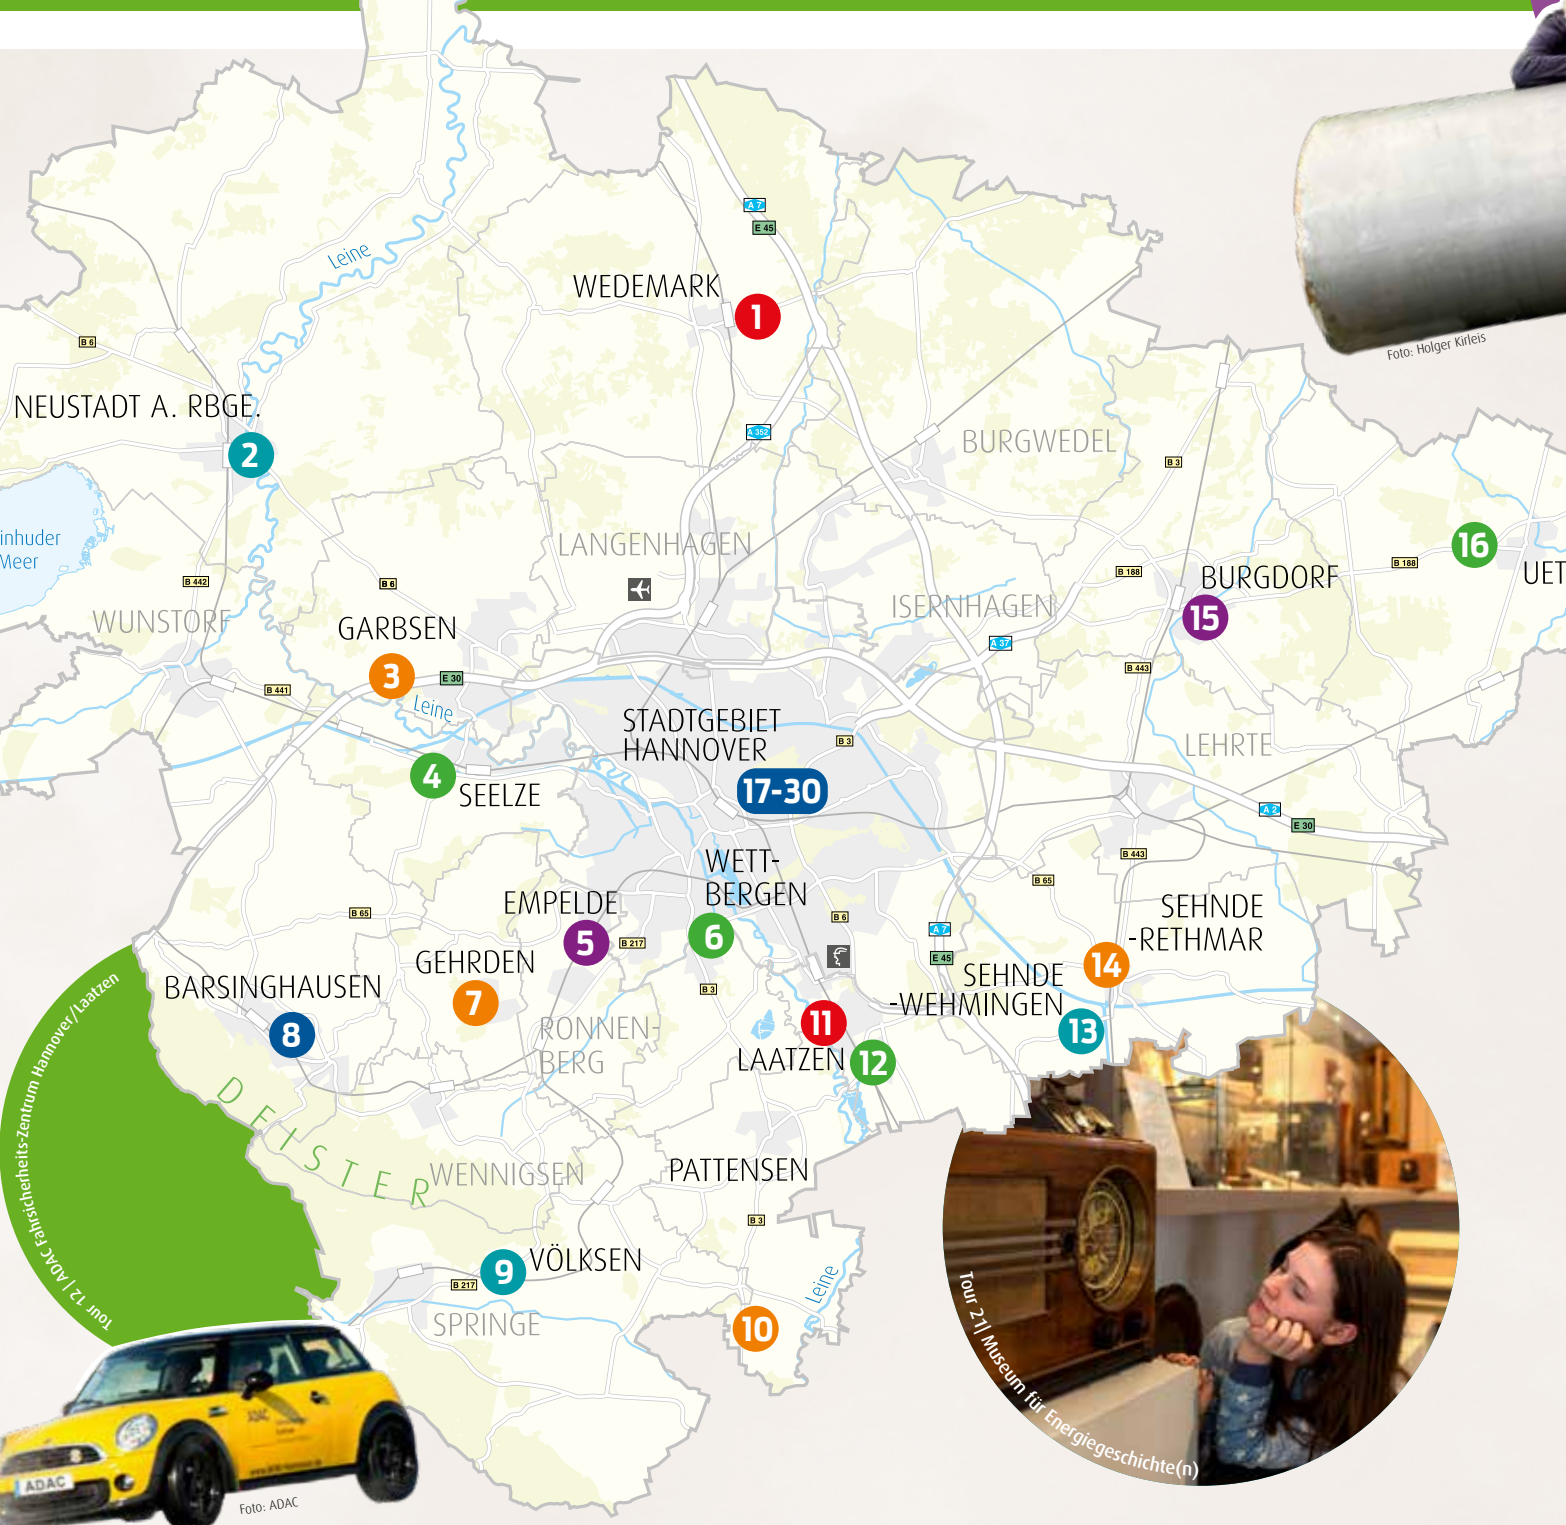 A 7
E 45
WEDEMARK
1
Leine
Foto: Holger Kirleis
B 6
NEUSTADT A. RBGE.
2
A 352
BURGWEDEL
B 3
inhuder
Meer
LANGENHAGEN
16
B 188
B 188
UET
B 442
B 6
BURGDORF
15
WUNSTORF
GARBSEN
ISERNHAGEN
A 37
3
E 30
B 443
B 441
Leine
STADTGEBIET
HANNOVER
B 3
LEHRTE
4
SEELZE
17-30
A 2
E 30
WETT-
BERGEN
B 443
B 65
EMPELDE
5
B 217
6
B 65
B 6
A 7
E 45
SEHNDE
-RETHMAR
14
GEHRDEN
7
BARSINGHAUSEN
8
B 3
SEHNDE
-WEHMINGEN
13
RONNEN-
BERG
11
LAATZEN
12
DEISTER
WENNIGSEN
PATTENSEN
B 3
9
VÖLKSEN
B 217
SPRINGE
Leine
10
Tour 12 | ADAC Fahrsicherheits-Zentrum Hannover/Laatzen
Tour 21| Museum für Energiegeschichte(n)
ADAC
ADAC
Foto: ADAC